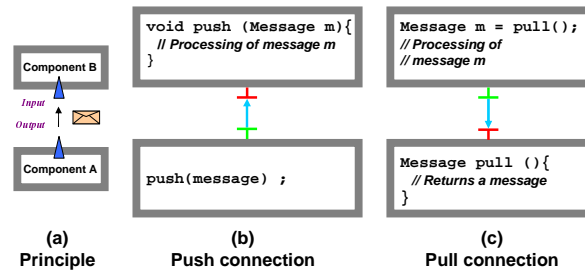 Component B
Input
Output
Component A
(a)
Principle
void push (Message m){
// Processing of message m
}
push(message) ;
(b)
Push connection
Message m = pull();
// Processing of
// message m
Message pull (){
// Returns a message
}
(c)
Pull connection